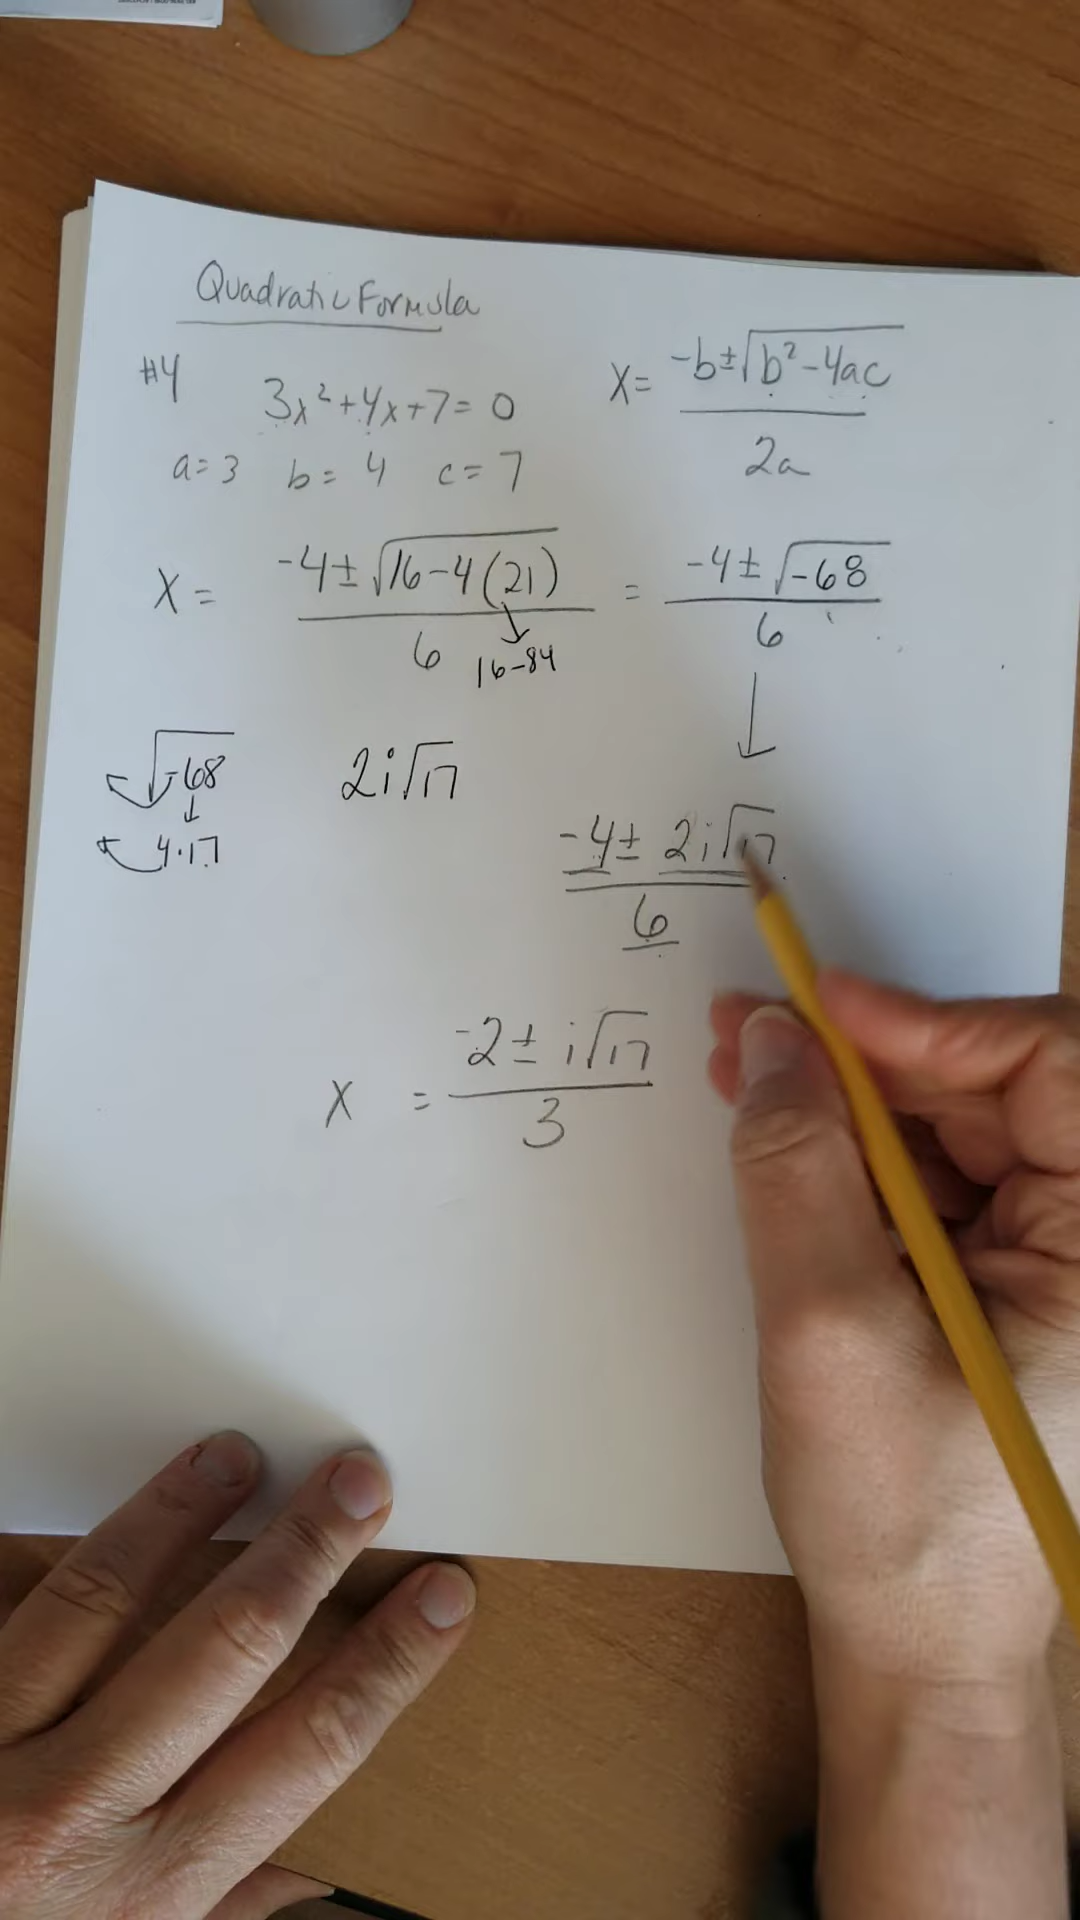 Quadratic Formula
#4
3x²+4x+7=0
x= -b±√b²-4ac / 2a
a=3 b=4 c=7
x= -4±√16-4(21) / 6 = -4±√-68 / 6
16-84
√-68
4·17
2i√17
-4± 2i√17 / 6
x = -2± i√17 / 3